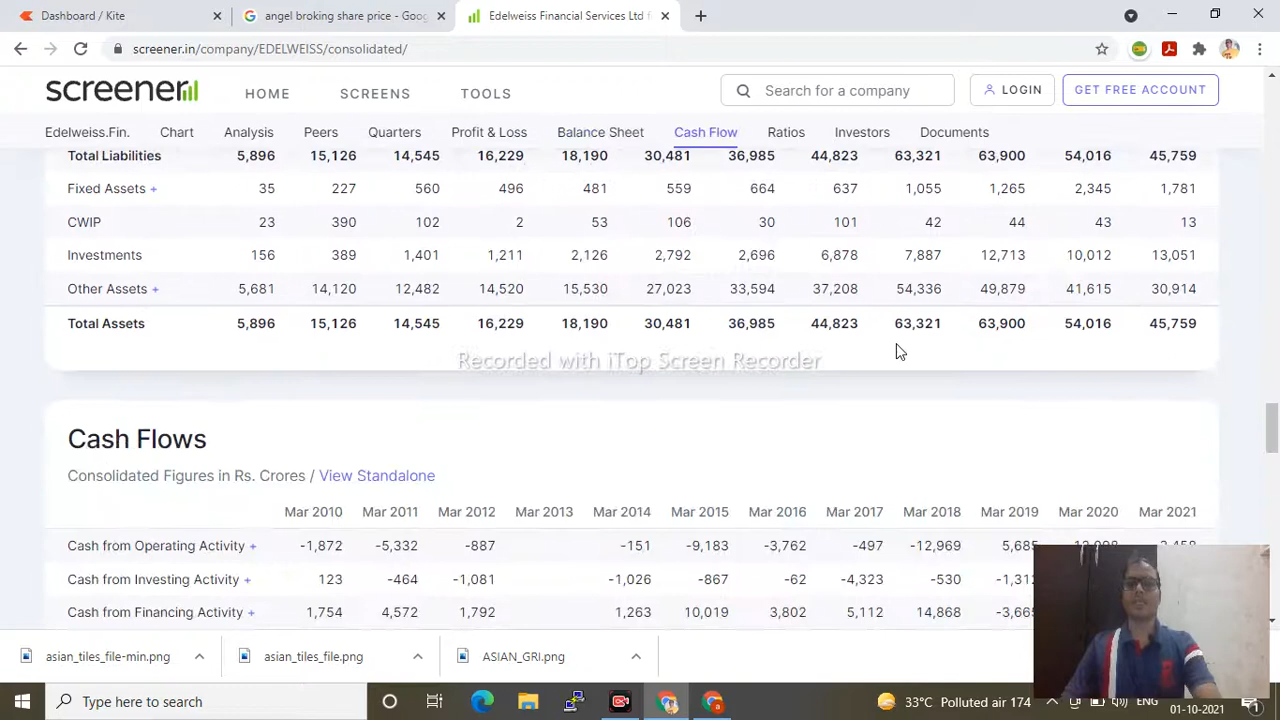 Dashboard / Kite
angel broking share price - Goog
Edelweiss Financial Services Ltd f
screener.in/company/EDELWEISS/consolidated/
screener
HOME
SCREENS
TOOLS
Search for a company
LOGIN
GET FREE ACCOUNT
Edelweiss.Fin. Chart Analysis Peers Quarters Profit & Loss Balance Sheet Cash Flow Ratios Investors Documents
Total Liabilities 5,896 15,126 14,545 16,229 18,190 30,481 36,985 44,823 63,321 63,900 54,016 45,759
Fixed Assets + 35 227 560 496 481 559 664 637 1,055 1,265 2,345 1,781
CWIP 23 390 102 2 53 106 30 101 42 44 43 13
Investments 156 389 1,401 1,211 2,126 2,792 2,696 6,878 7,887 12,713 10,012 13,051
Other Assets + 5,681 14,120 12,482 14,520 15,530 27,023 33,594 37,208 54,336 49,879 41,615 30,914
Total Assets 5,896 15,126 14,545 16,229 18,190 30,481 36,985 44,823 63,321 63,900 54,016 45,759
Recorded with iTop Screen Recorder
Cash Flows
Consolidated Figures in Rs. Crores / View Standalone
Mar 2010 Mar 2011 Mar 2012 Mar 2013 Mar 2014 Mar 2015 Mar 2016 Mar 2017 Mar 2018 Mar 2019 Mar 2020 Mar 2021
Cash from Operating Activity + -1,872 -5,332 -887 -151 -9,183 -3,762 -497 -12,969 5,685
Cash from Investing Activity + 123 -464 -1,081 -1,026 -867 -62 -4,323 -530
Cash from Financing Activity + 1,754 4,572 1,792 1,263 10,019 3,802 5,112 14,868 -3,665
asian_tiles_file-min.png
asian_tiles_file.png
ASIAN_GRI.png
Type here to search
33°C Polluted air 174
ENG
01-10-2021